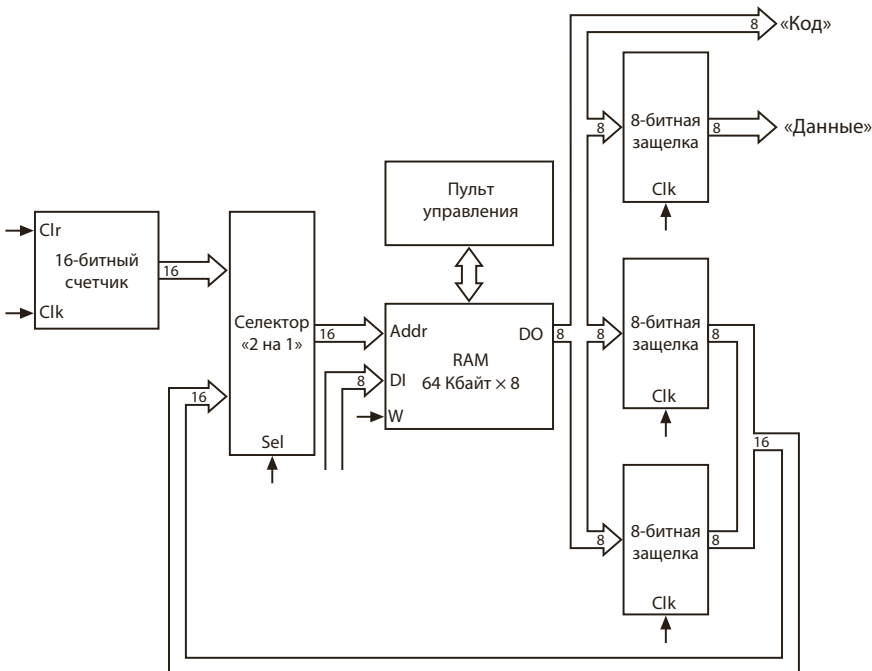 8
«Код»
8
8-битная
защелка
8
«Данные»
Clk
Пульт
управления
Clr
16-битный
счетчик
Clk
16
16
Селектор
«2 на 1»
Sel
16
Addr
DO
8
RAM
64 Кбайт × 8
8
DI
W
8
8-битная
защелка
8
Clk
16
8
8-битная
защелка
8
Clk